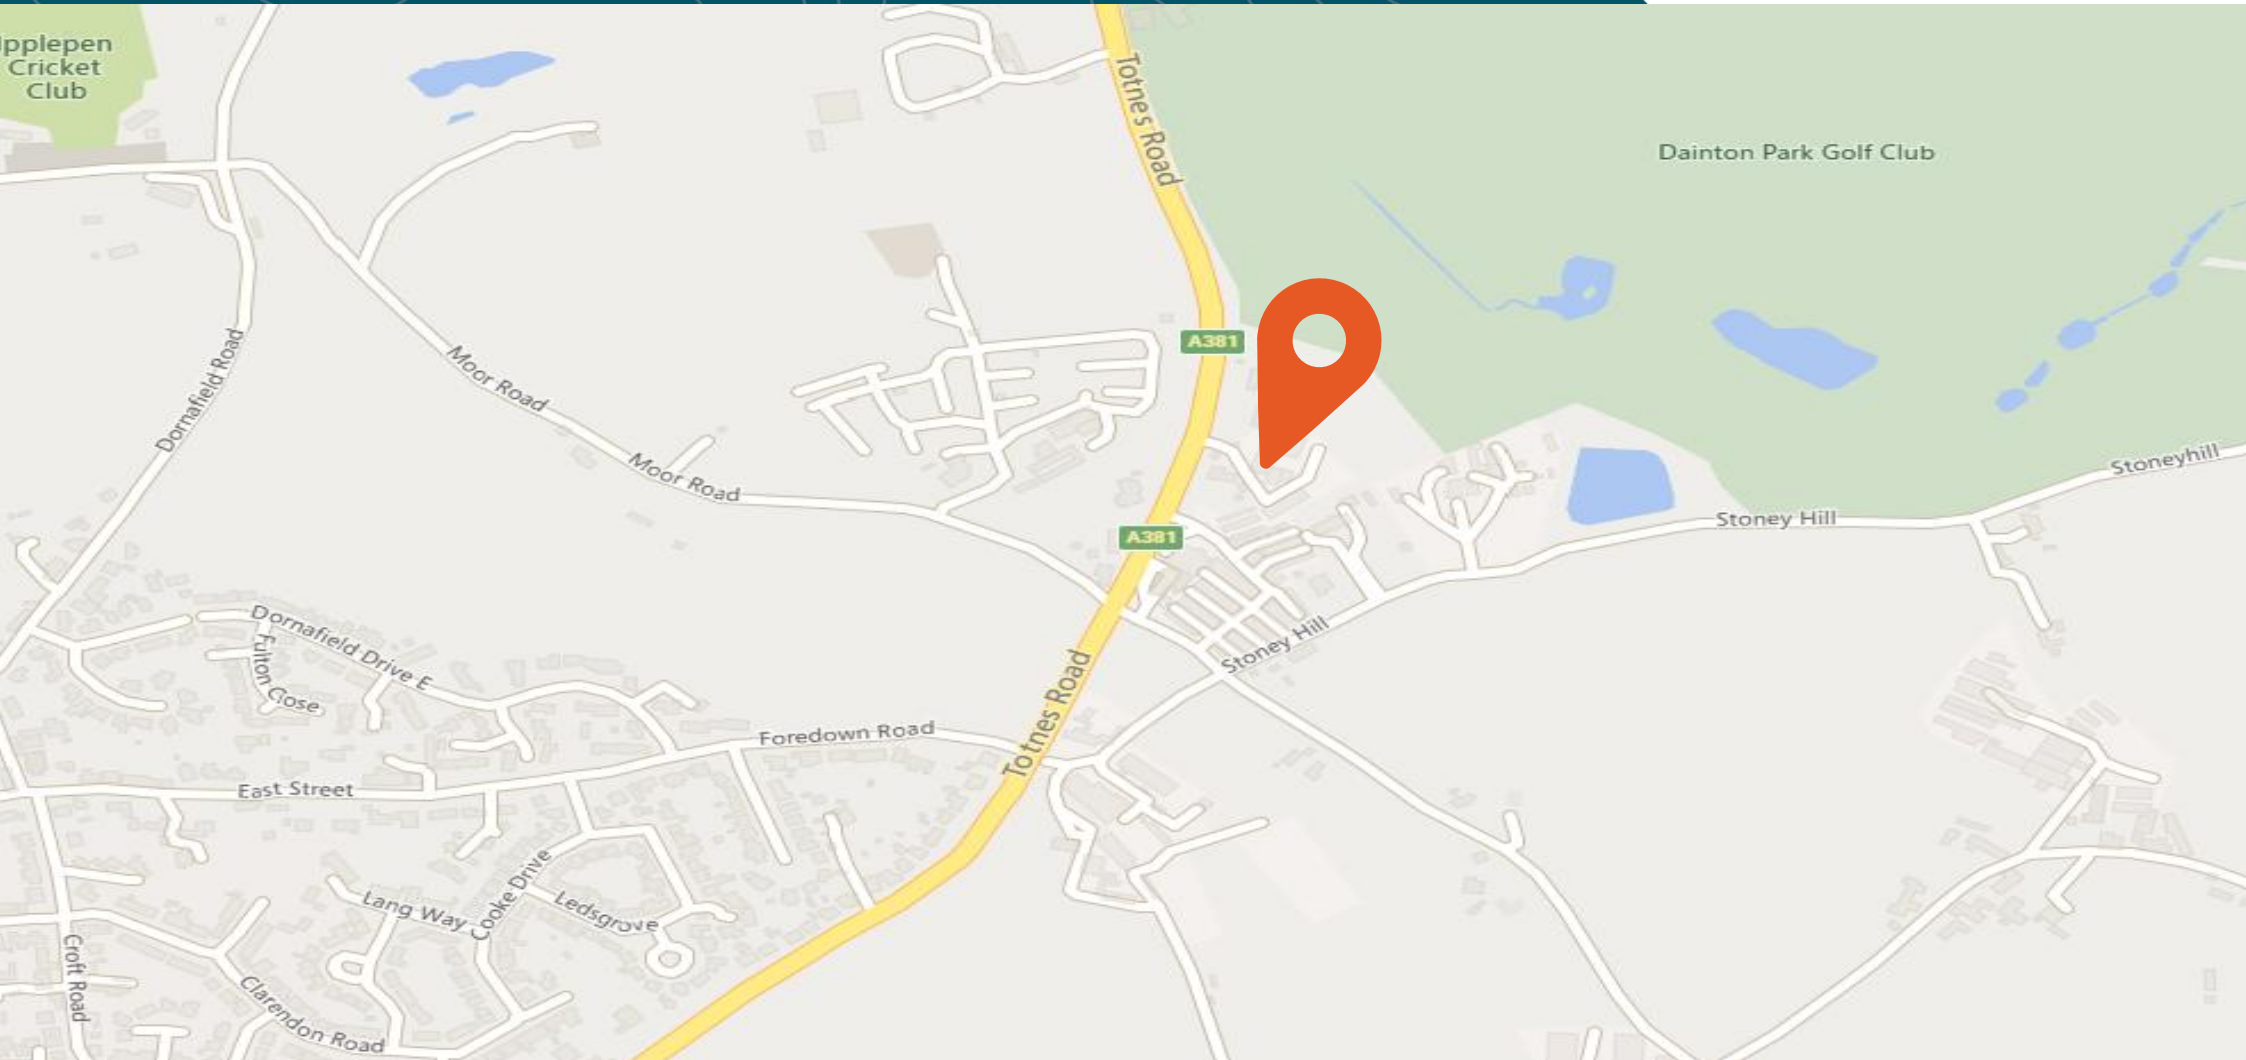 pplepen
Cricket
Club
Totnes Road
Dainton Park Golf Club
A381
Dornafield Road
Moor Road
Moor Road
Stoneyhill
Stoney Hill
A381
Dornafield Drive E
Fulton Close
Stoney Hill
Totnes Road
Foredown Road
East Street
Cooke Drive
Lang Way
Ledsgrove
Croft Road
Clarendon Road